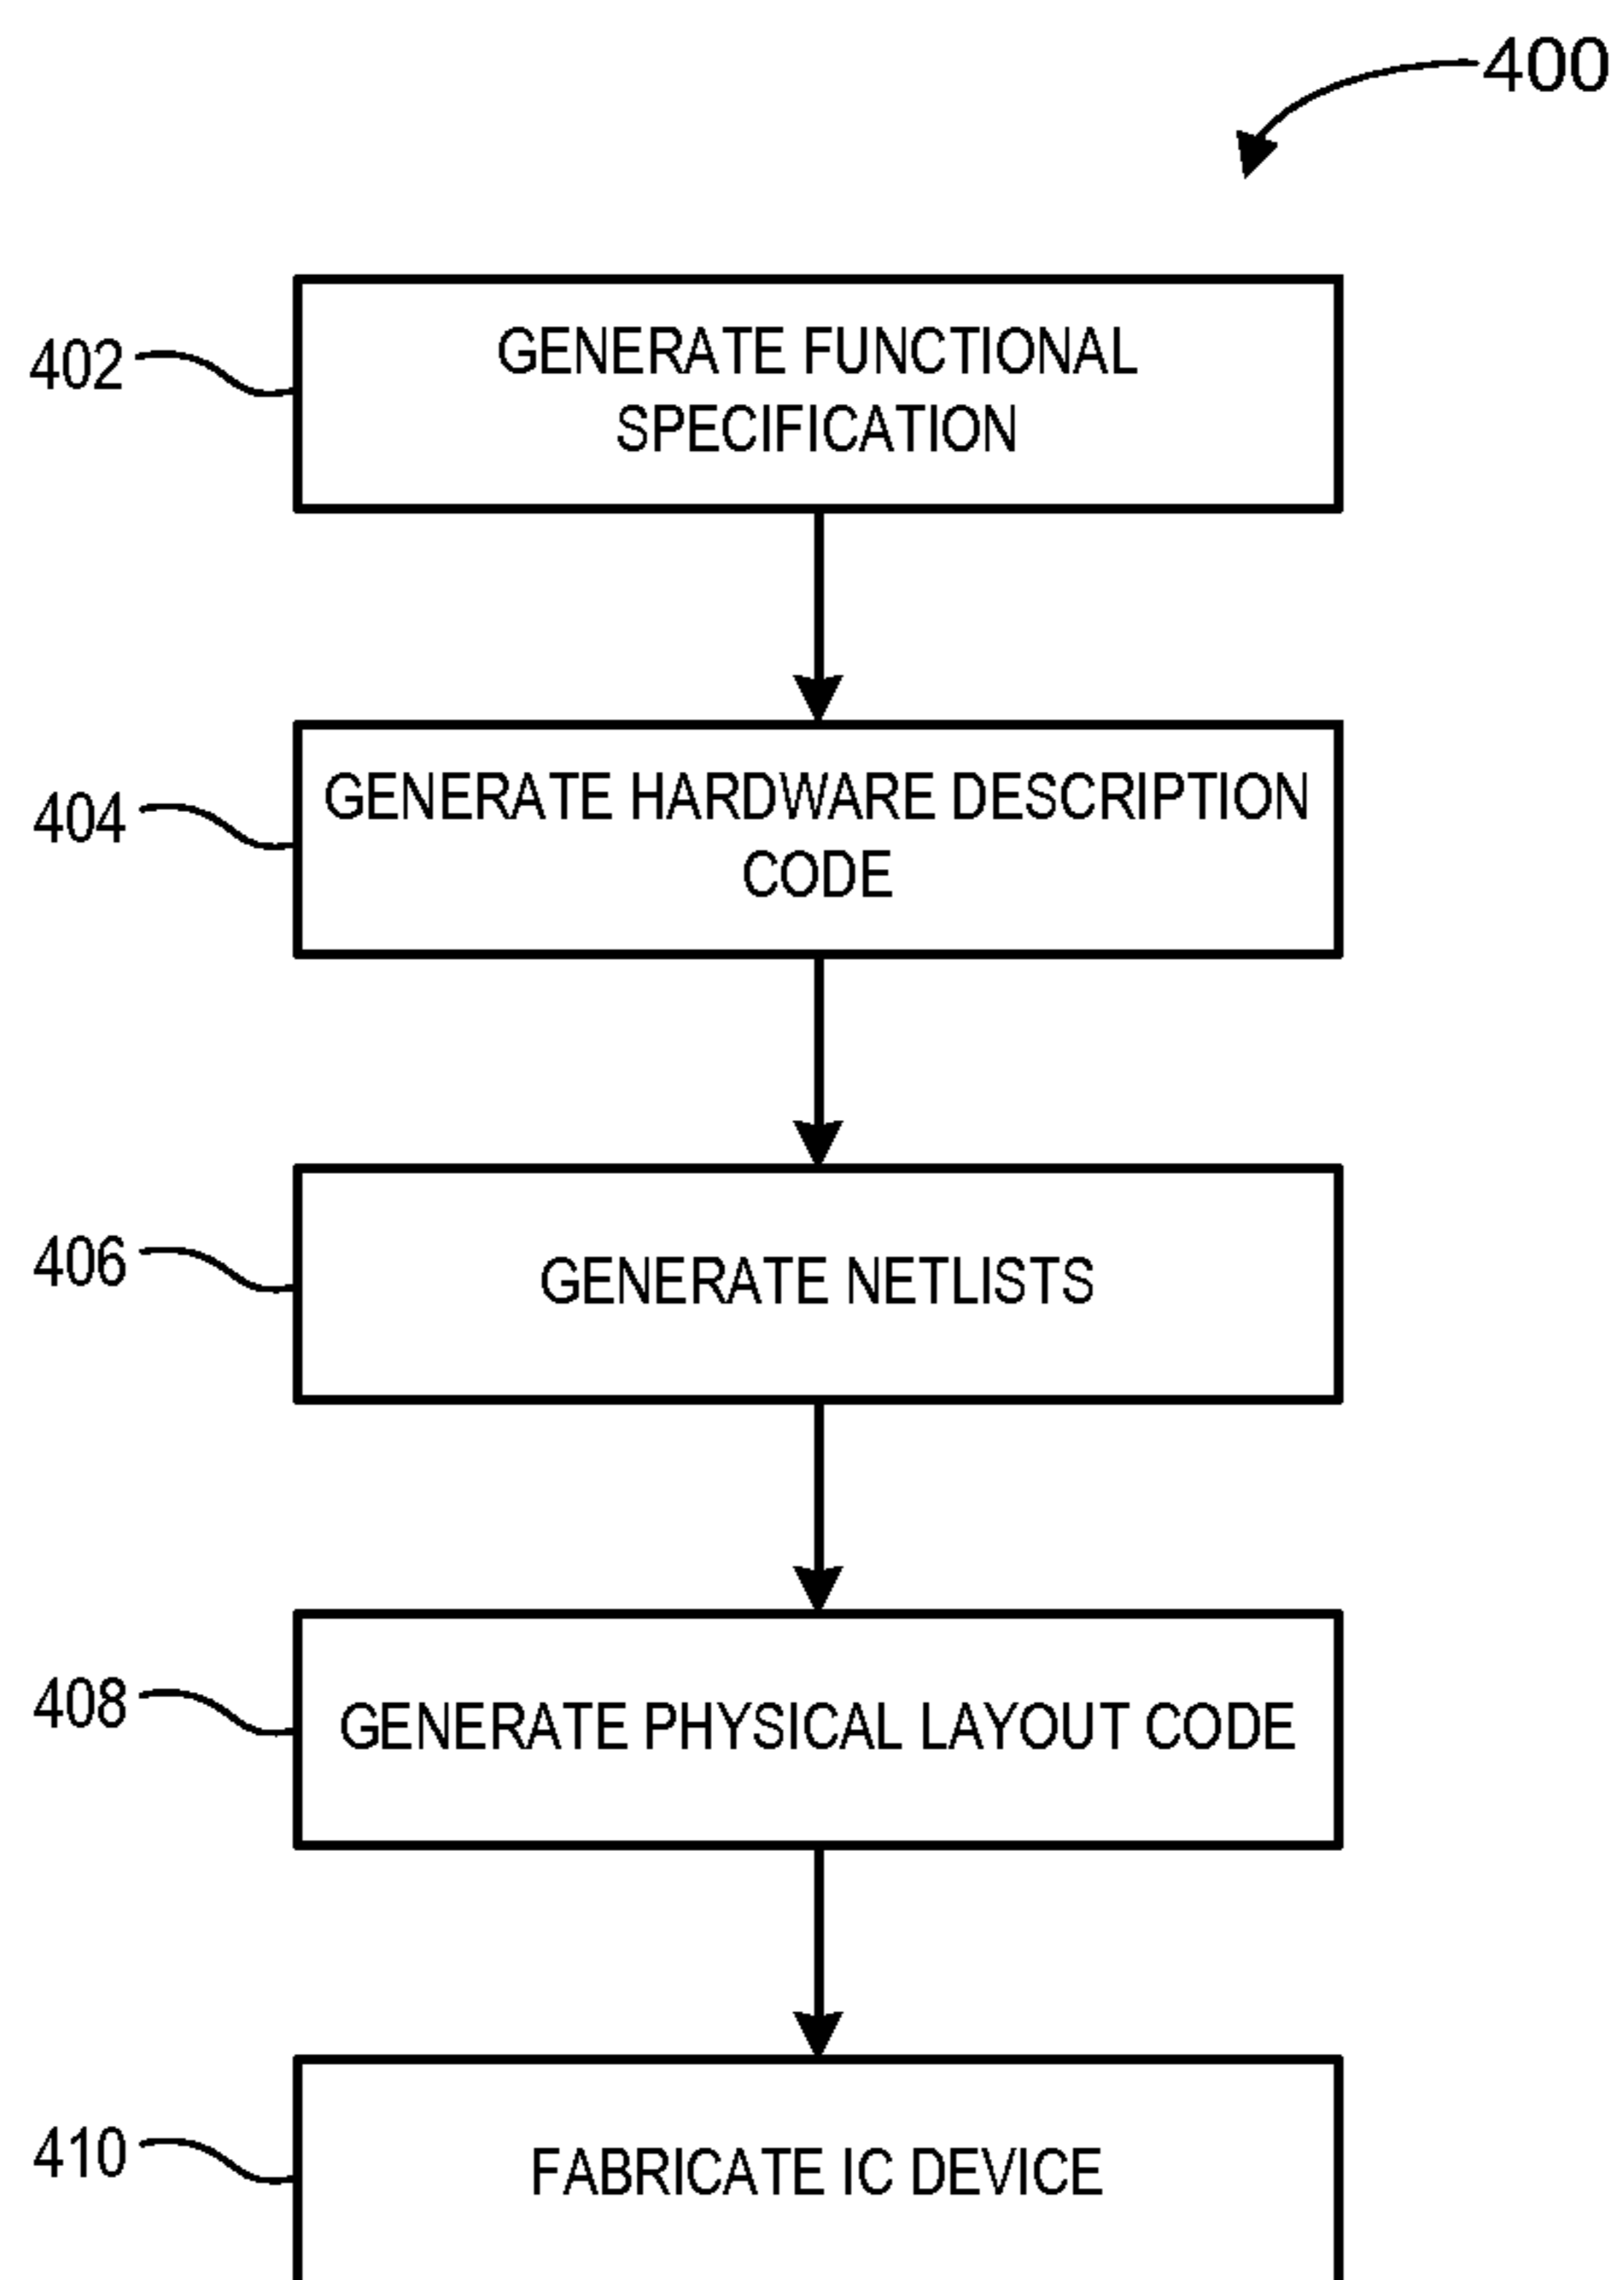 400
402
GENERATE FUNCTIONAL
SPECIFICATION
404
GENERATE HARDWARE DESCRIPTION
CODE
406
GENERATE NETLISTS
408
GENERATE PHYSICAL LAYOUT CODE
410
FABRICATE IC DEVICE